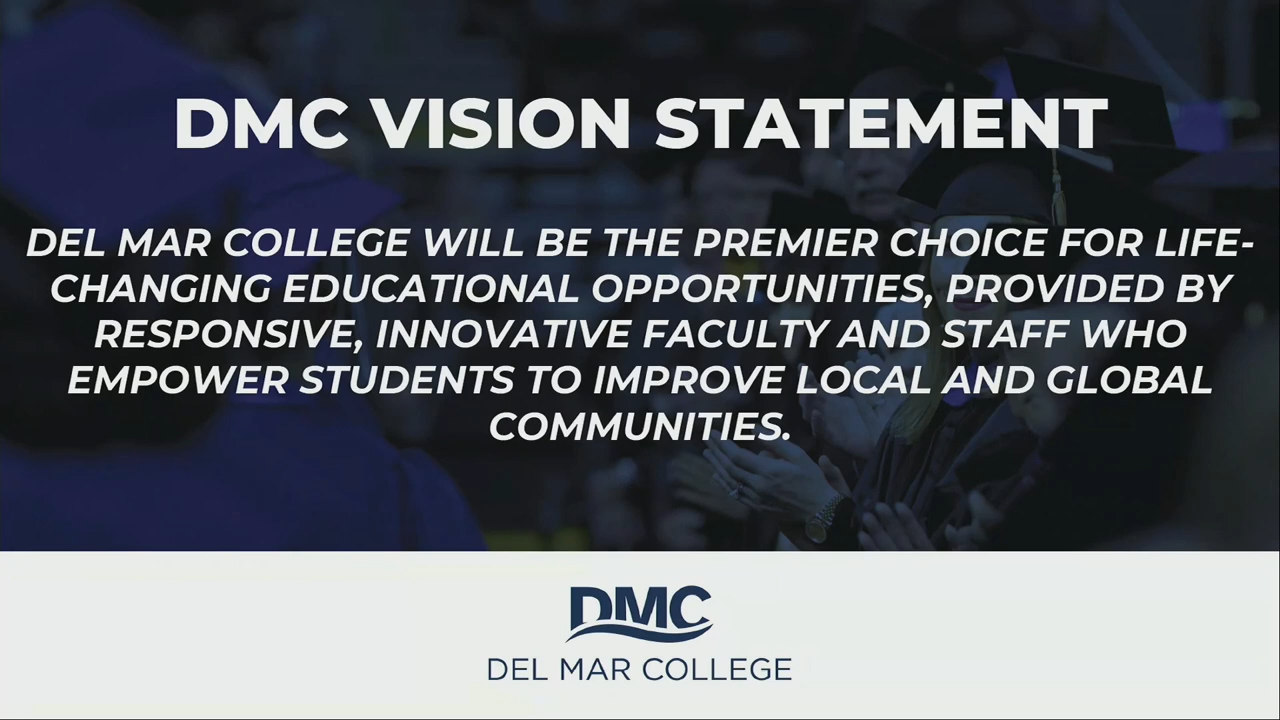 DMC VISION STATEMENT
DEL MAR COLLEGE WILL BE THE PREMIER CHOICE FOR LIFE-
CHANGING EDUCATIONAL OPPORTUNITIES, PROVIDED BY
RESPONSIVE, INNOVATIVE FACULTY AND STAFF WHO
EMPOWER STUDENTS TO IMPROVE LOCAL AND GLOBAL
COMMUNITIES.
DMC
DEL MAR COLLEGE